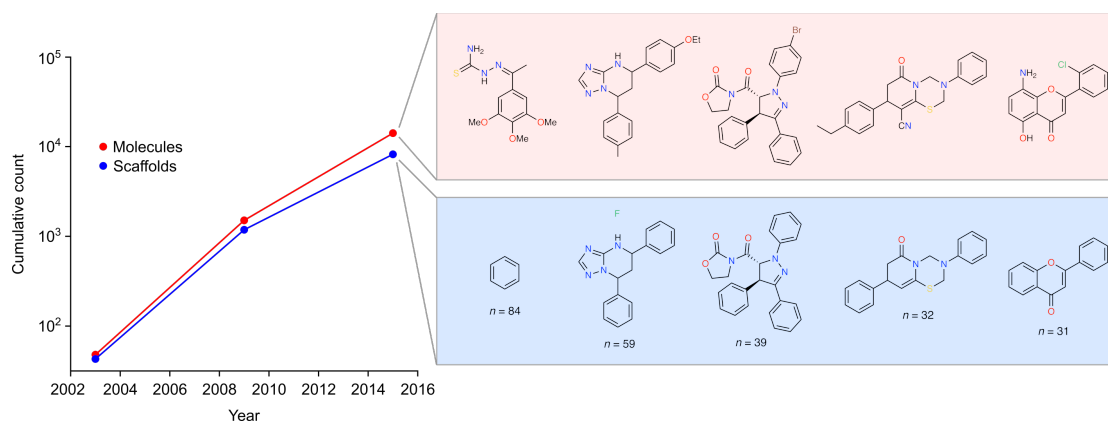 Cumulative count
10^5
10^4
10^3
10^2
2002 2004 2006 2008 2010 2012 2014 2016
Year
Molecules
Scaffolds
NH2
S
N
H
N
OMe
OMe
OMe
OEt
H
N
N
N
N
Br
O
O
O
N
N
N
O
N
N
S
CN
NH2
Cl
O
OH
O
F
H
N
N
N
N
O
O
O
N
N
N
O
N
N
S
O
O
n = 84
n = 59
n = 39
n = 32
n = 31